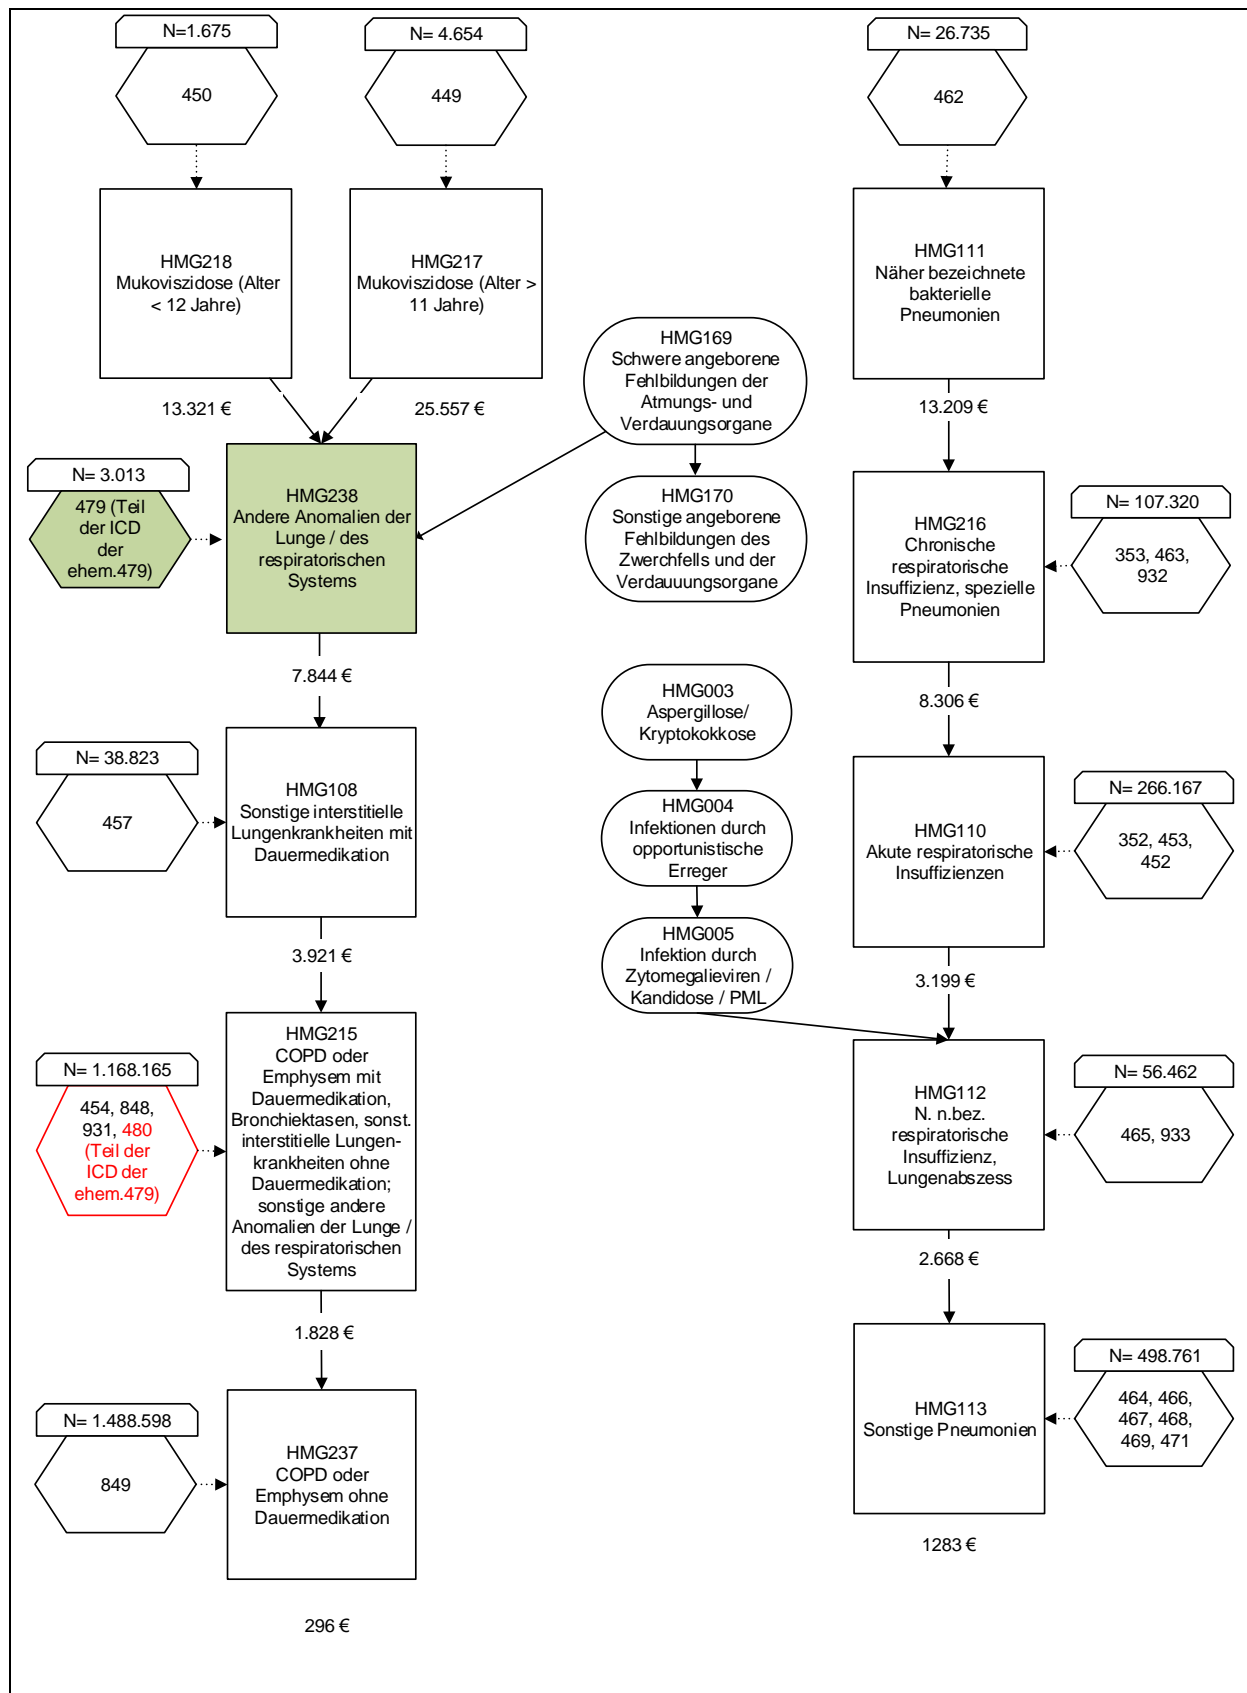 N=1.675
450
N= 4.654
449
N= 26.735
462
HMG218
Mukoviszidose (Alter
< 12 Jahre)
13.321 €
HMG217
Mukoviszidose (Alter >
11 Jahre)
25.557 €
HMG169
Schwere angeborene
Fehlbildungen der
Atmungs- und
Verdauungsorgane
HMG170
Sonstige angeborene
Fehlbildungen des
Zwerchfells und der
Verdauuungsorgane
HMG111
Näher bezeichnete
bakterielle
Pneumonien
13.209 €
N= 3.013
479 (Teil
der ICD
der
ehem.479)
HMG238
Andere Anomalien der
Lunge / des
respiratorischen
Systems
7.844 €
HMG216
Chronische
respiratorische
Insuffizienz, spezielle
Pneumonien
8.306 €
N= 107.320
353, 463,
932
N= 38.823
457
HMG108
Sonstige interstitielle
Lungenkrankheiten mit
Dauermedikation
3.921 €
HMG003
Aspergillose/
Kryptokokkose
HMG004
Infektionen durch
opportunistische
Erreger
HMG005
Infektion durch
Zytomegalieviren /
Kandidose / PML
HMG110
Akute respiratorische
Insuffizienzen
3.199 €
N= 266.167
352, 453,
452
N= 1.168.165
454, 848,
931, 480
(Teil der
ICD der
ehem.479)
HMG215
COPD oder
Emphysem mit
Dauermedikation,
Bronchiektasen, sonst.
interstitielle Lungen-
krankheiten ohne
Dauermedikation;
sonstige andere
Anomalien der Lunge /
des respiratorischen
Systems
1.828 €
HMG112
N. n.bez.
respiratorische
Insuffizienz,
Lungenabszess
2.668 €
N= 56.462
465, 933
N= 1.488.598
849
HMG237
COPD oder
Emphysem ohne
Dauermedikation
296 €
HMG113
Sonstige Pneumonien
1283 €
N= 498.761
464, 466,
467, 468,
469, 471